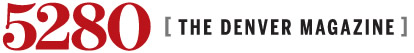 5280 [ THE DENVER MAGAZINE ]